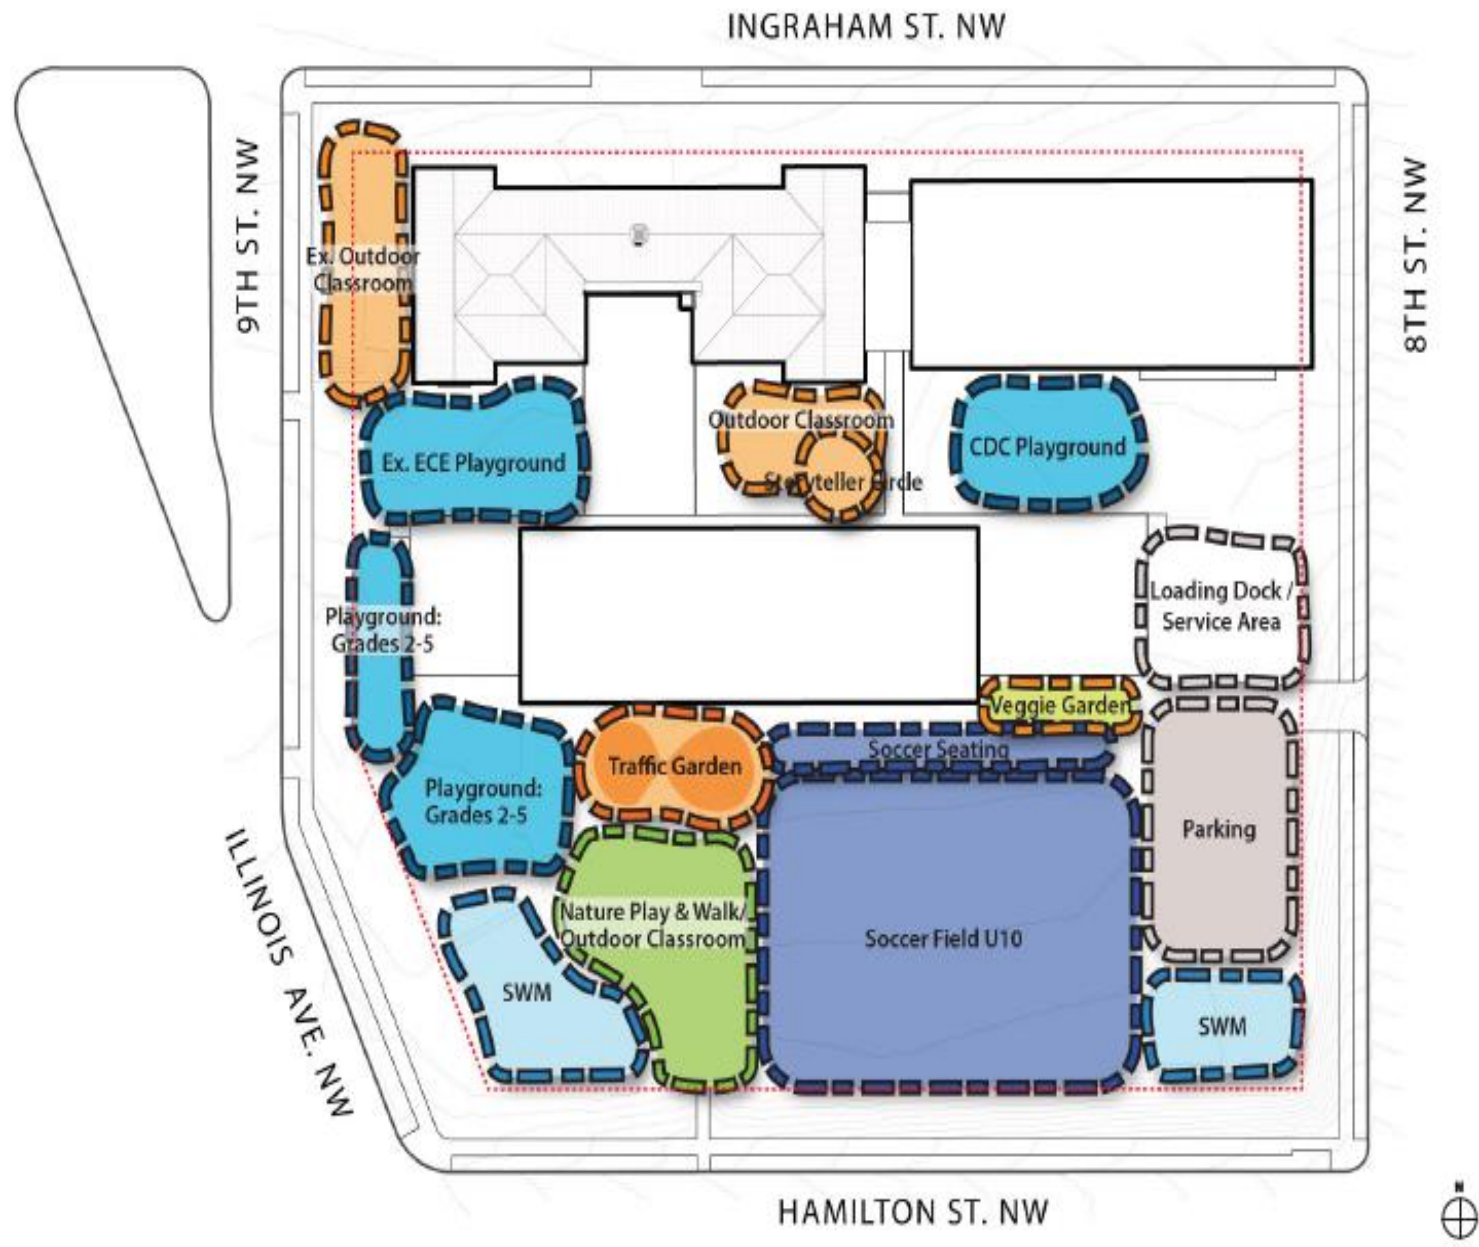 INGRAHAM ST. NW
9TH ST. NW
8TH ST. NW
Ex. Outdoor
Classroom
Outdoor Classroom
Storyteller Circle
CDC Playground
Ex. ECE Playground
Playground:
Grades 2-5
Loading Dock /
Service Area
Veggie Garden
Soccer Seating
Traffic Garden
Playground:
Grades 2-5
Parking
Nature Play & Walk/
Outdoor Classroom
Soccer Field U10
SWM
SWM
ILLINOIS AVE. NW
HAMILTON ST. NW
N